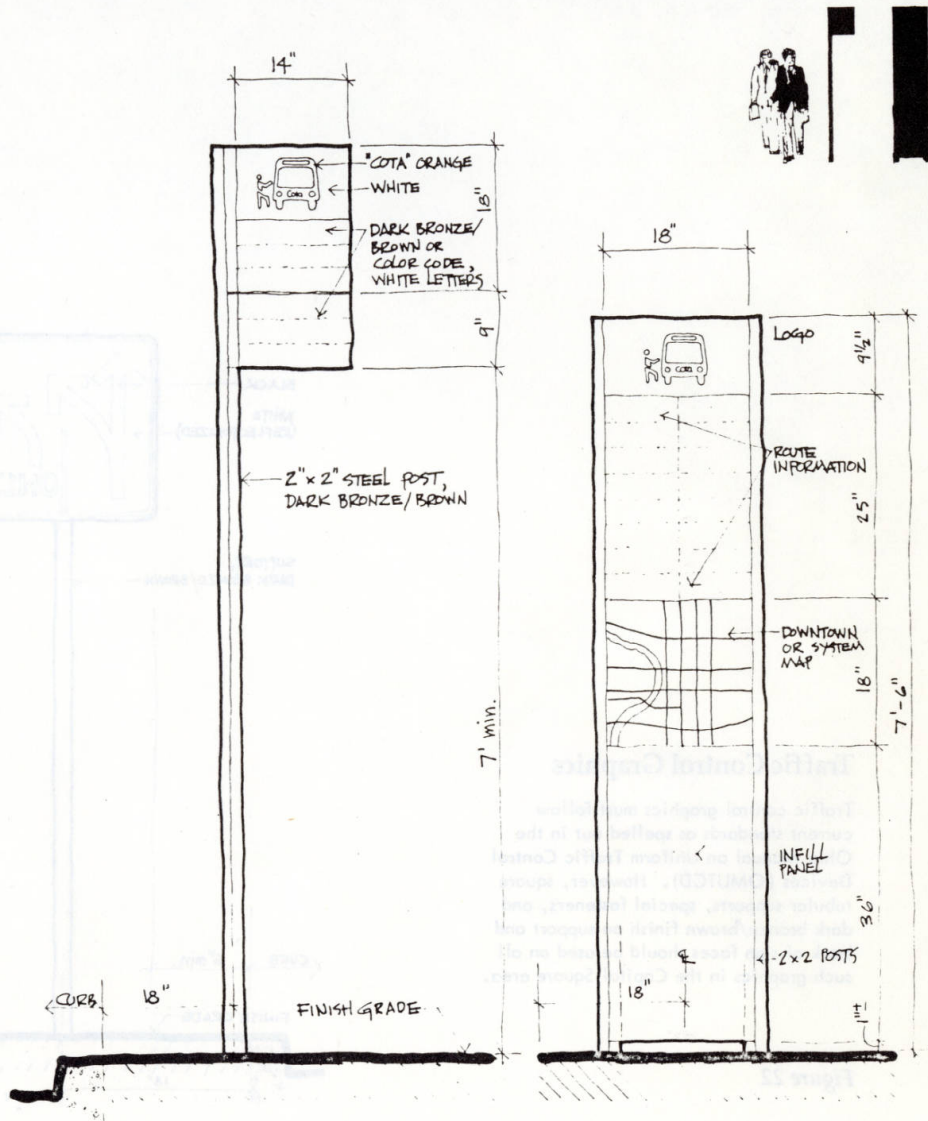 14"
"COTA" ORANGE
WHITE
Cota
18"
DARK BRONZE/
BROWN OR
COLOR CODE,
WHITE LETTERS
9"
2" x 2" STEEL POST,
DARK BRONZE/BROWN
7' min.
CURB
18"
FINISH GRADE
18"
LOGO
Cota
9½"
ROUTE
INFORMATION
25"
DOWNTOWN
OR SYSTEM
MAP
18"
7'-6"
INFILL
PANEL
36"
2x2 POSTS
18"
1"±
Traffic Control Graphics
Traffic control graphics must follow
current standards as spelled out in the
Manual on Uniform Traffic Control
Devices (OMUTCD). However, square
tubular supports, special fasteners, and
dark bronze/brown finish on support and
faces should be used on all
such graphics in the Capitol Square area.
Figure 22